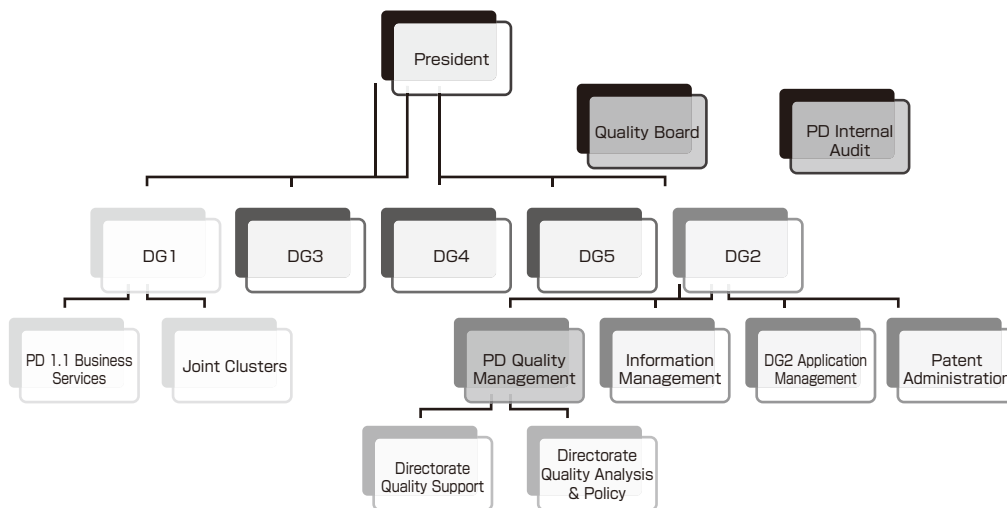 President
Quality Board
PD Internal
Audit
DG1
DG3
DG4
DG5
DG2
PD 1.1 Business
Services
Joint Clusters
PD Quality
Management
Information
Management
DG2 Application
Management
Patent
Administration
Directorate
Quality Support
Directorate
Quality Analysis
& Policy